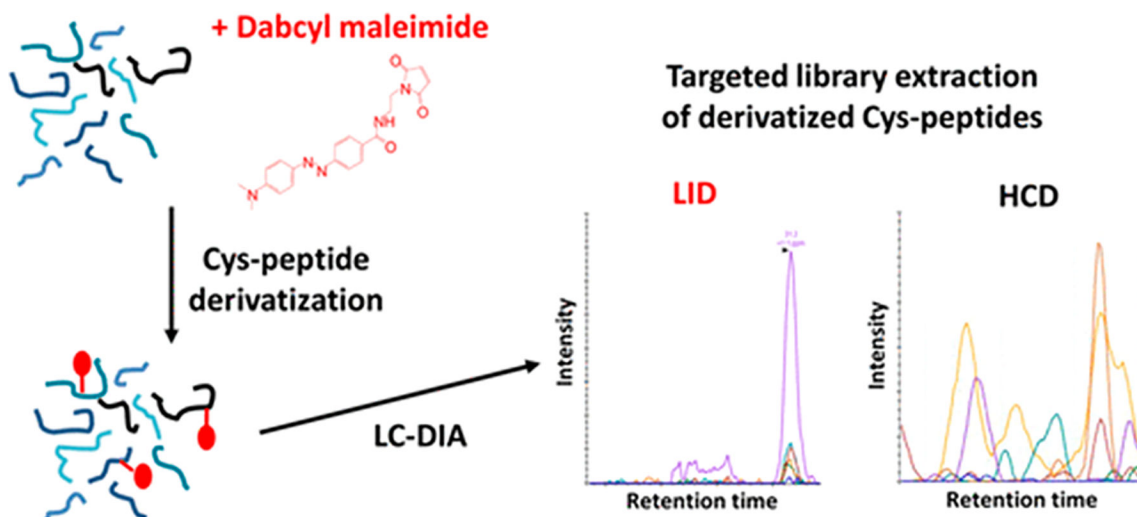 + Dabcyl maleimide
O
N
O
NH
O
N
N
N
Targeted library extraction
of derivatized Cys-peptides
Cys-peptide
derivatization
LC-DIA
LID
Intensity
Retention time
HCD
Intensity
Retention time